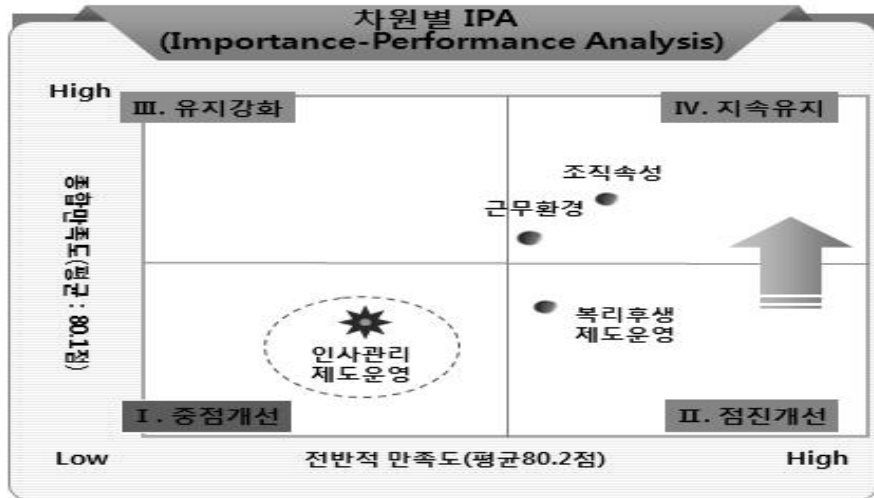 차원별 IPA
(Importance-Performance Analysis)
High
Ⅲ. 유지강화
Ⅳ. 지속유지
조직속성
근무환경
종합만족도(평균 : 80.1점)
복리후생
제도운영
인사관리
제도운영
Ⅰ. 중점개선
Ⅱ. 점진개선
Low
전반적 만족도(평균80.2점)
High